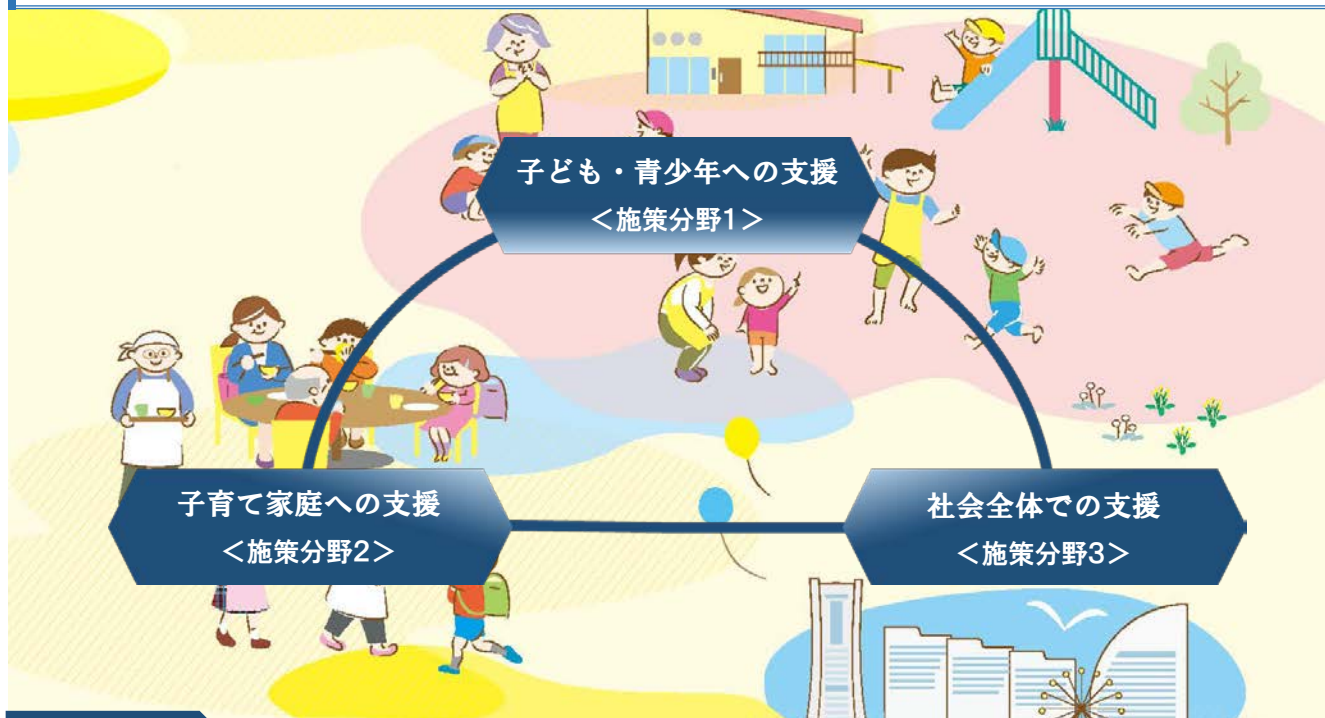 子ども・青少年への支援
＜施策分野1＞
子育て家庭への支援
＜施策分野2＞
社会全体での支援
＜施策分野3＞